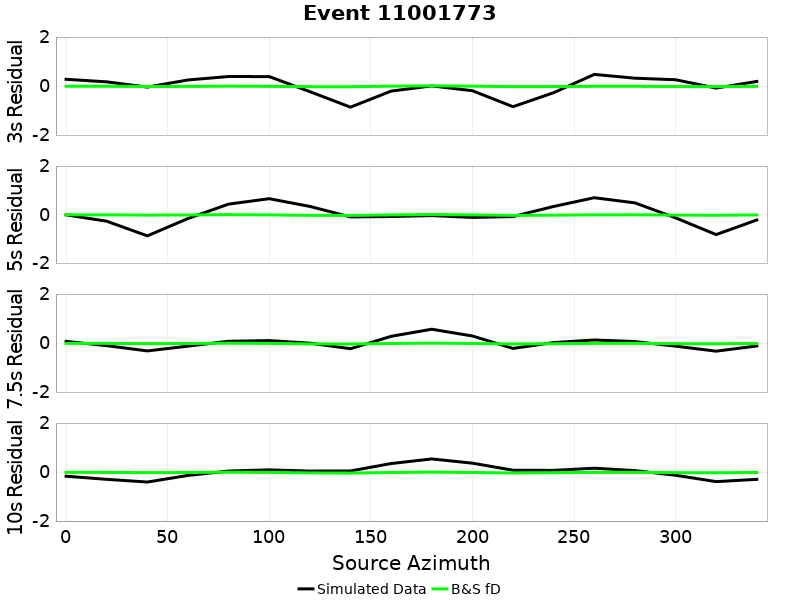 Event 11001773
3s Residual
2
0
-2
5s Residual
2
0
-2
7.5s Residual
2
0
-2
10s Residual
2
0
-2
0 50 100 150 200 250 300
Source Azimuth
Simulated Data B&S fD